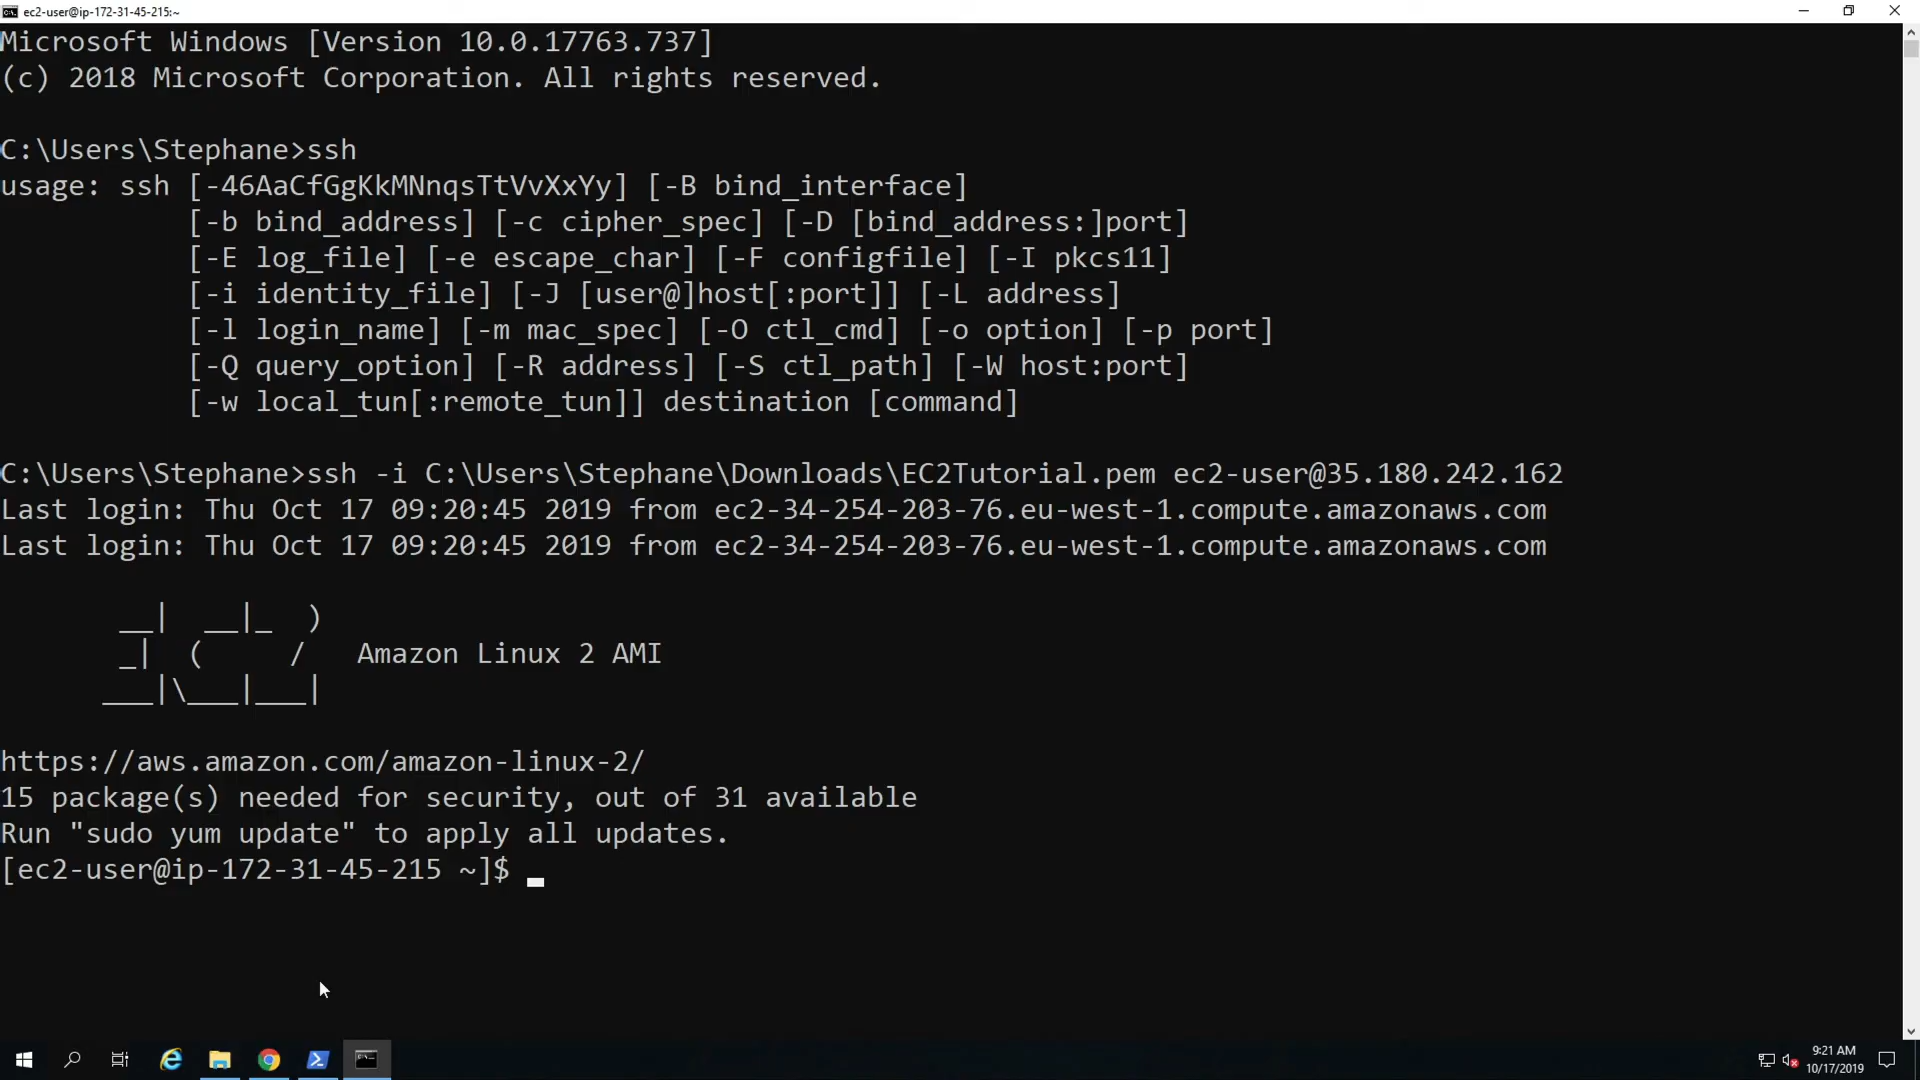 ec2-user@ip-172-31-45-215:~
Microsoft Windows [Version 10.0.17763.737]
(c) 2018 Microsoft Corporation. All rights reserved.
C:\Users\Stephane>ssh
usage: ssh [-46AaCfGgKkMNnqsTtVvXxYy] [-B bind_interface]
           [-b bind_address] [-c cipher_spec] [-D [bind_address:]port]
           [-E log_file] [-e escape_char] [-F configfile] [-I pkcs11]
           [-i identity_file] [-J [user@]host[:port]] [-L address]
           [-l login_name] [-m mac_spec] [-O ctl_cmd] [-o option] [-p port]
           [-Q query_option] [-R address] [-S ctl_path] [-W host:port]
           [-w local_tun[:remote_tun]] destination [command]
C:\Users\Stephane>ssh -i C:\Users\Stephane\Downloads\EC2Tutorial.pem ec2-user@35.180.242.162
Last login: Thu Oct 17 09:20:45 2019 from ec2-34-254-203-76.eu-west-1.compute.amazonaws.com
Last login: Thu Oct 17 09:20:45 2019 from ec2-34-254-203-76.eu-west-1.compute.amazonaws.com
       __|  __|_  )
       _|  (     /   Amazon Linux 2 AMI
      ___|\___|___|
https://aws.amazon.com/amazon-linux-2/
15 package(s) needed for security, out of 31 available
Run "sudo yum update" to apply all updates.
[ec2-user@ip-172-31-45-215 ~]$
9:21 AM
10/17/2019